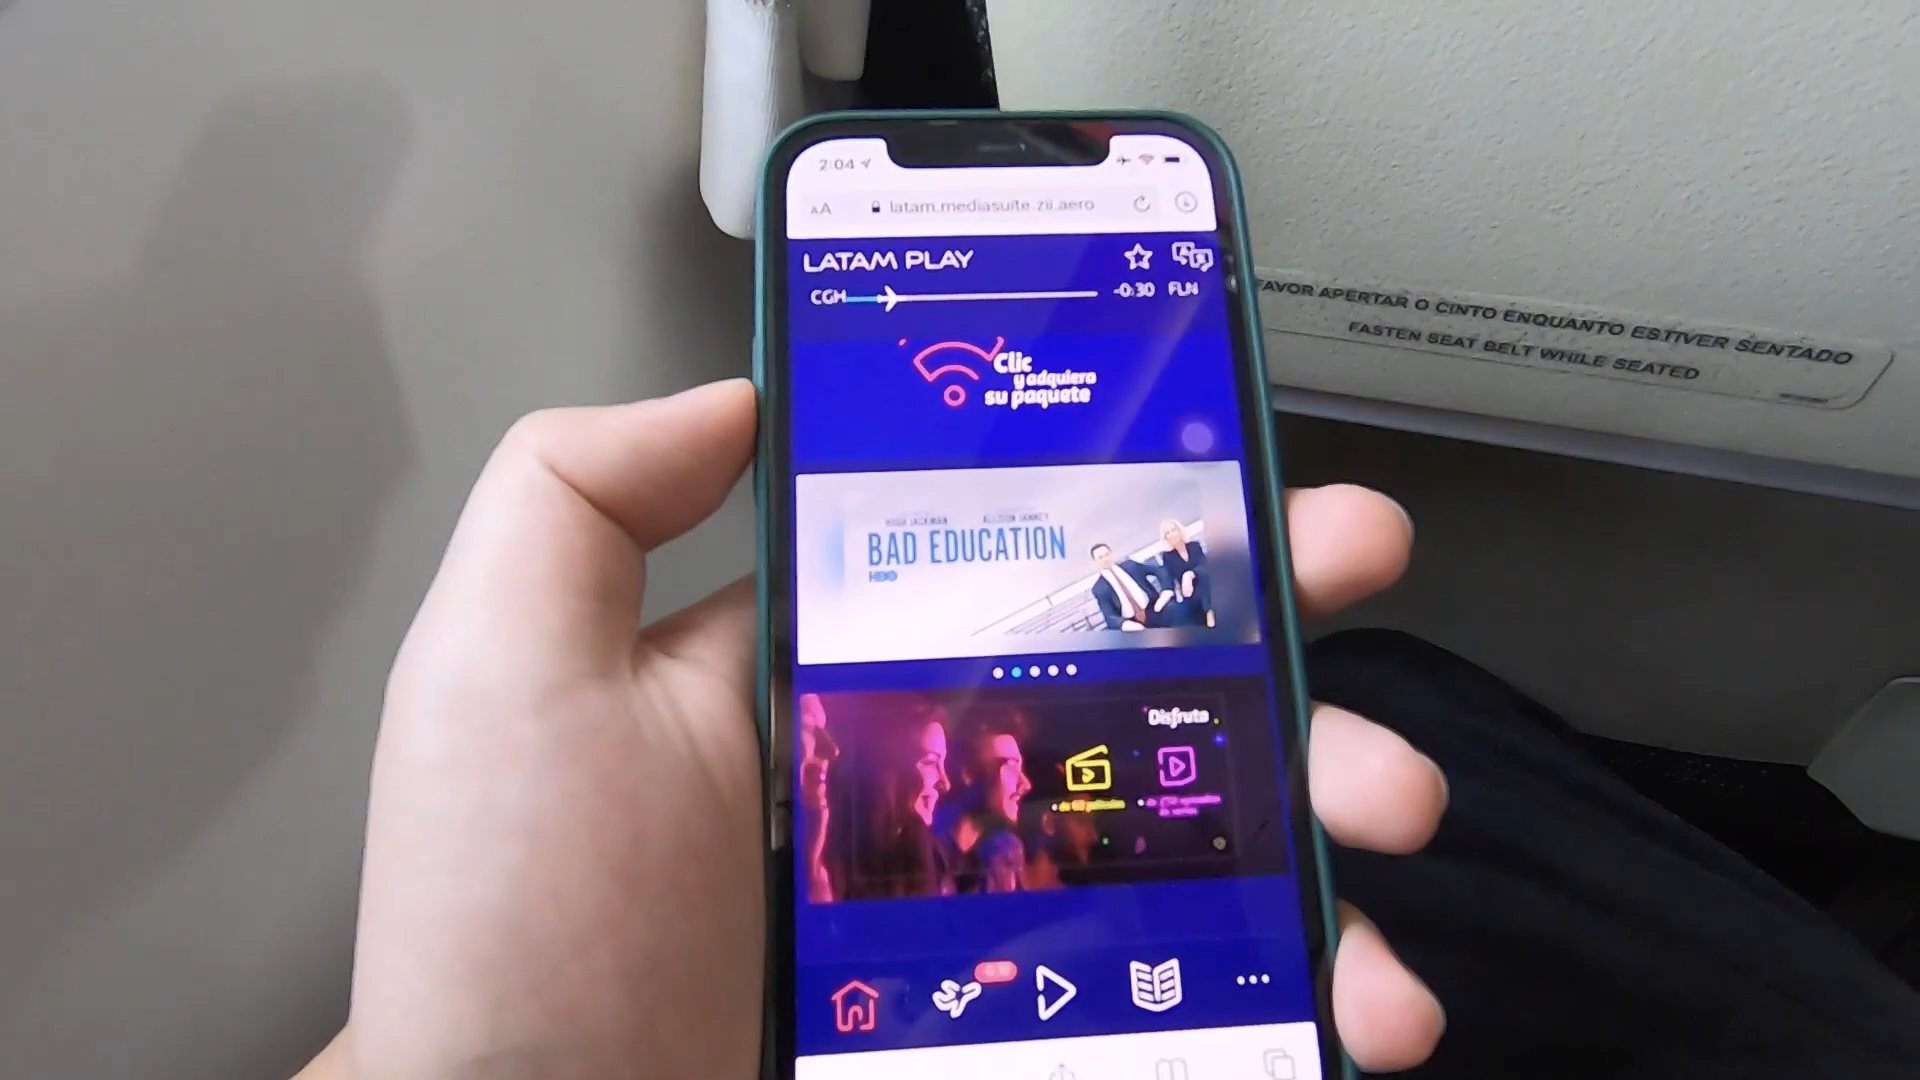 2:04
AA latam.mediasuite.zii.aero
LATAM PLAY
CGH -0:30 FLN
Clic
y adquiera
su paquete
HUGH JACKMAN ALLISON JANNEY
BAD EDUCATION
HBO
Disfruta
FAVOR APERTAR O CINTO ENQUANTO ESTIVER SENTADO
FASTEN SEAT BELT WHILE SEATED